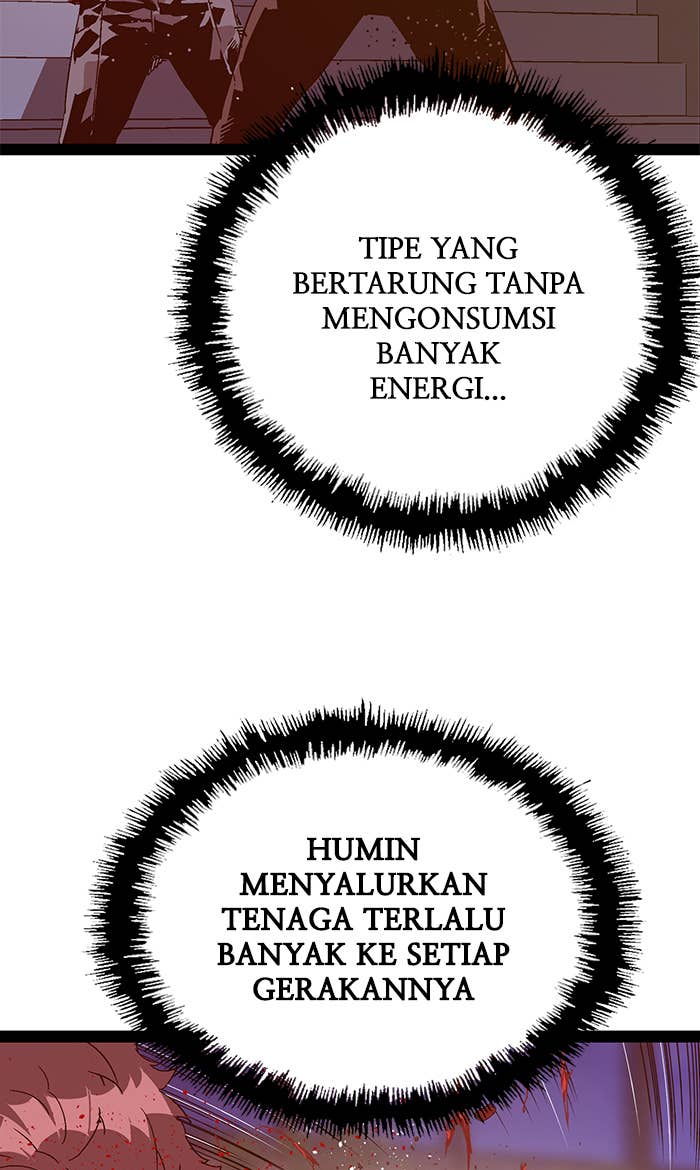 TIPE YANG
BERTARUNG TANPA
MENGONSUMSI
BANYAK
ENERGI...
HUMIN
MENYALURKAN
TENAGA TERLALU
BANYAK KE SETIAP
GERAKANNYA